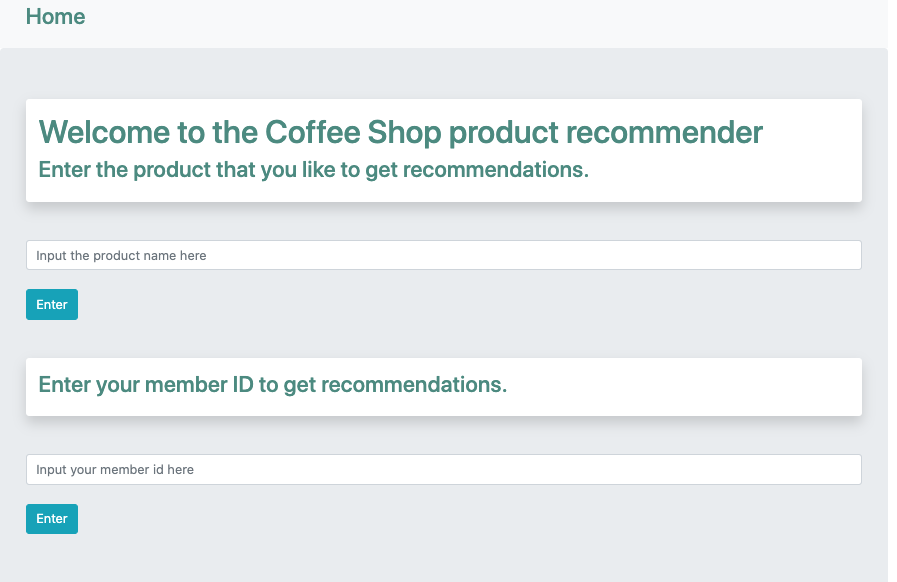 Home
Welcome to the Coffee Shop product recommender
Enter the product that you like to get recommendations.
Input the product name here
Enter
Enter your member ID to get recommendations.
Input your member id here
Enter